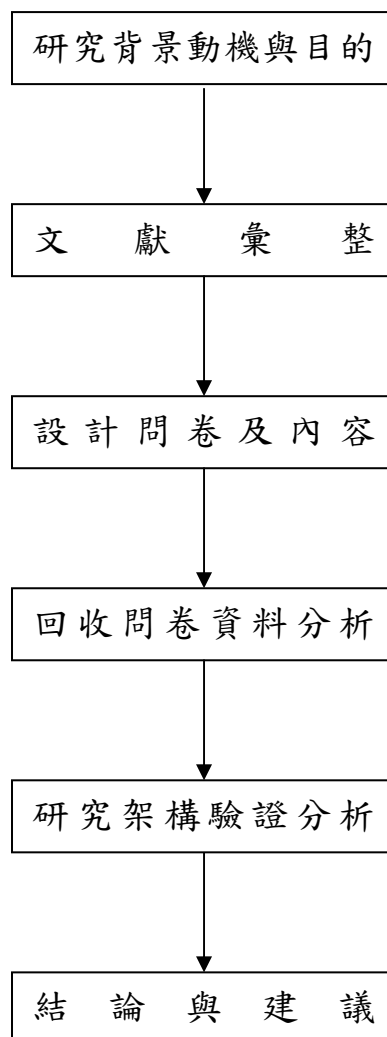 研究背景動機與目的
文獻彙整
設計問卷及內容
回收問卷資料分析
研究架構驗證分析
結論與建議